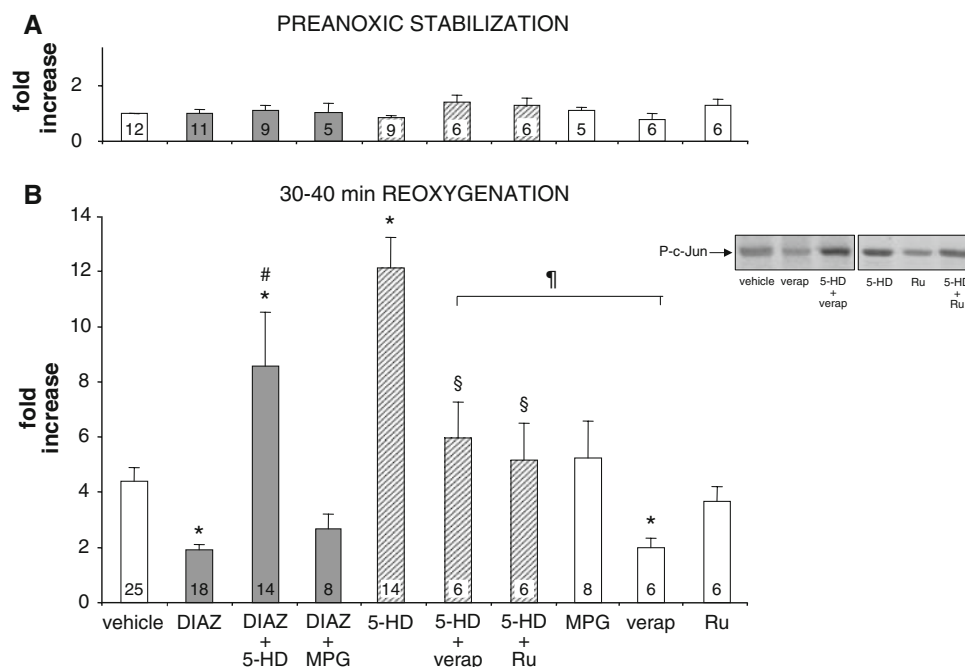 A PREANOXIC STABILIZATION
fold increase
2
0
12 11 9 5 9 6 6 5 6 6
B 30-40 min REOXYGENATION
fold increase
14
12
10
8
6
4
2
0
*
#
*
*
§
§
¶
*
25 18 14 8 14 6 6 8 6 6
vehicle DIAZ DIAZ + 5-HD DIAZ + MPG 5-HD 5-HD + verap 5-HD + Ru MPG verap Ru
P-c-Jun
vehicle verap 5-HD + verap 5-HD Ru 5-HD + Ru